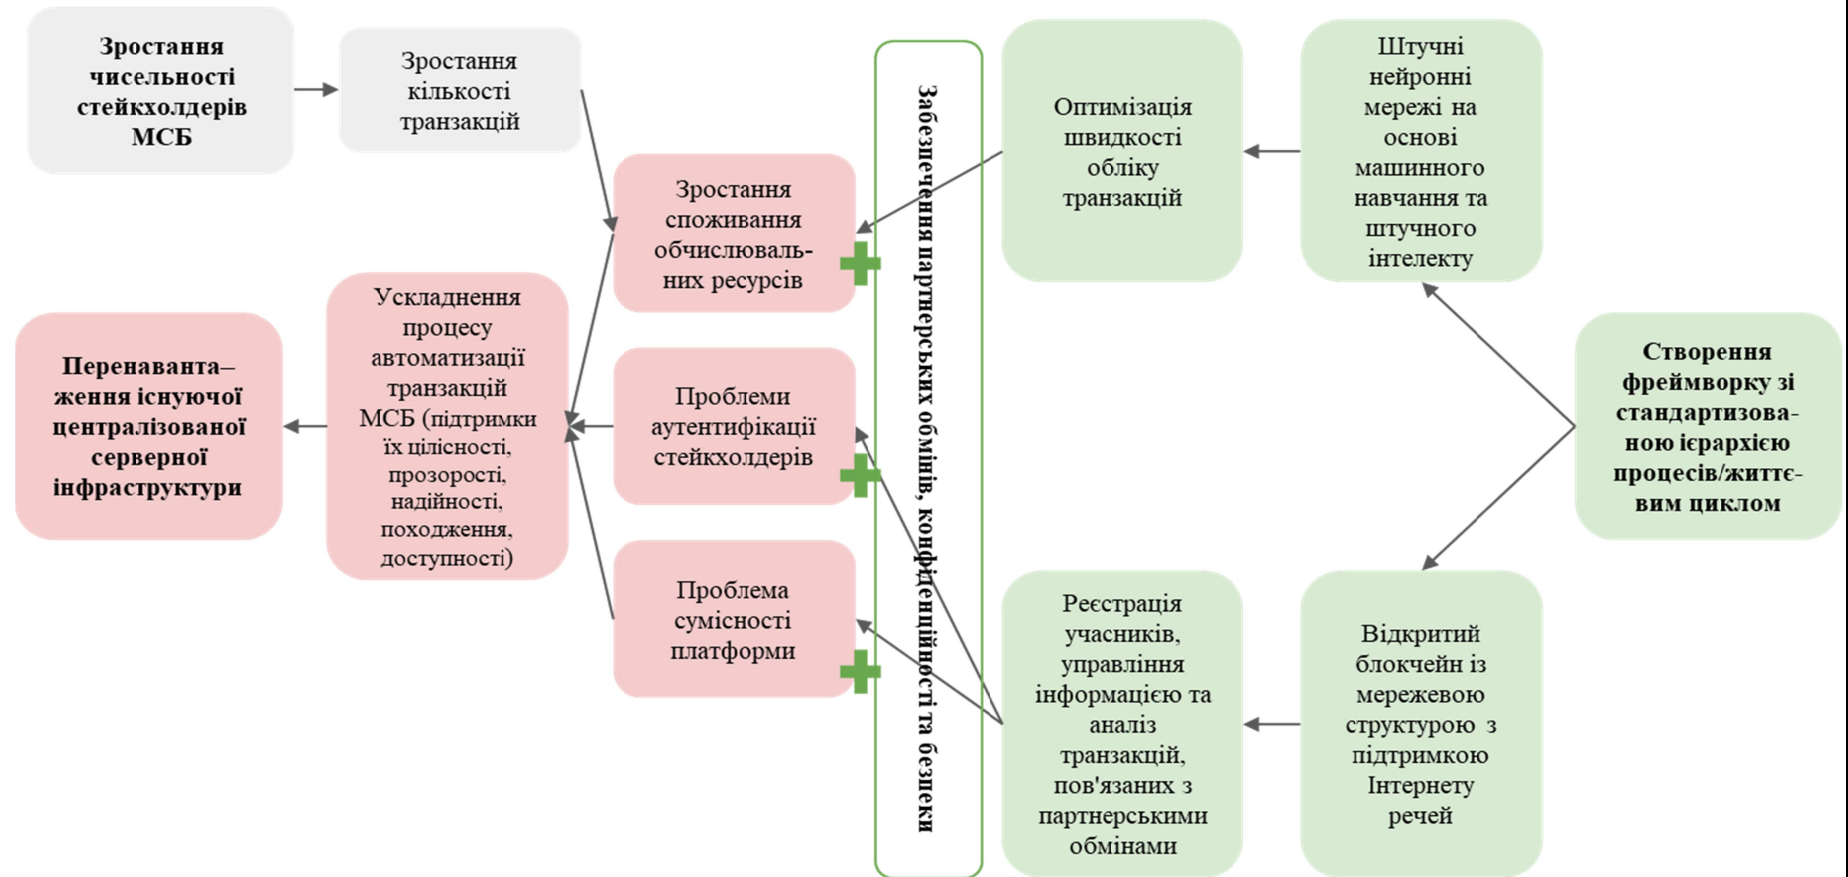 Зростання
чисельності
стейкхолдерів
МСБ
Зростання
кількості
транзакцій
Зростання
споживання
обчислюваль-
них ресурсів
Перенаванта–
ження існуючої
централізованої
серверної
інфраструктури
Ускладнення
процесу
автоматизації
транзакцій
МСБ (підтримки
їх цілісності,
прозорості,
надійності,
походження,
доступності)
Проблеми
аутентифікації
стейкхолдерів
Проблема
сумісності
платформи
Забезпечення партнерських обмінів, конфіденційності та безпеки
Оптимізація
швидкості
обліку
транзакцій
Штучні
нейронні
мережі на
основі
машинного
навчання та
штучного
інтелекту
Створення
фреймворку зі
стандартизова-
ною ієрархією
процесів/життє-
вим циклом
Реєстрація
учасників,
управління
інформацією та
аналіз
транзакцій,
пов'язаних з
партнерськими
обмінами
Відкритий
блокчейн із
мережевою
структурою з
підтримкою
Інтернету
речей